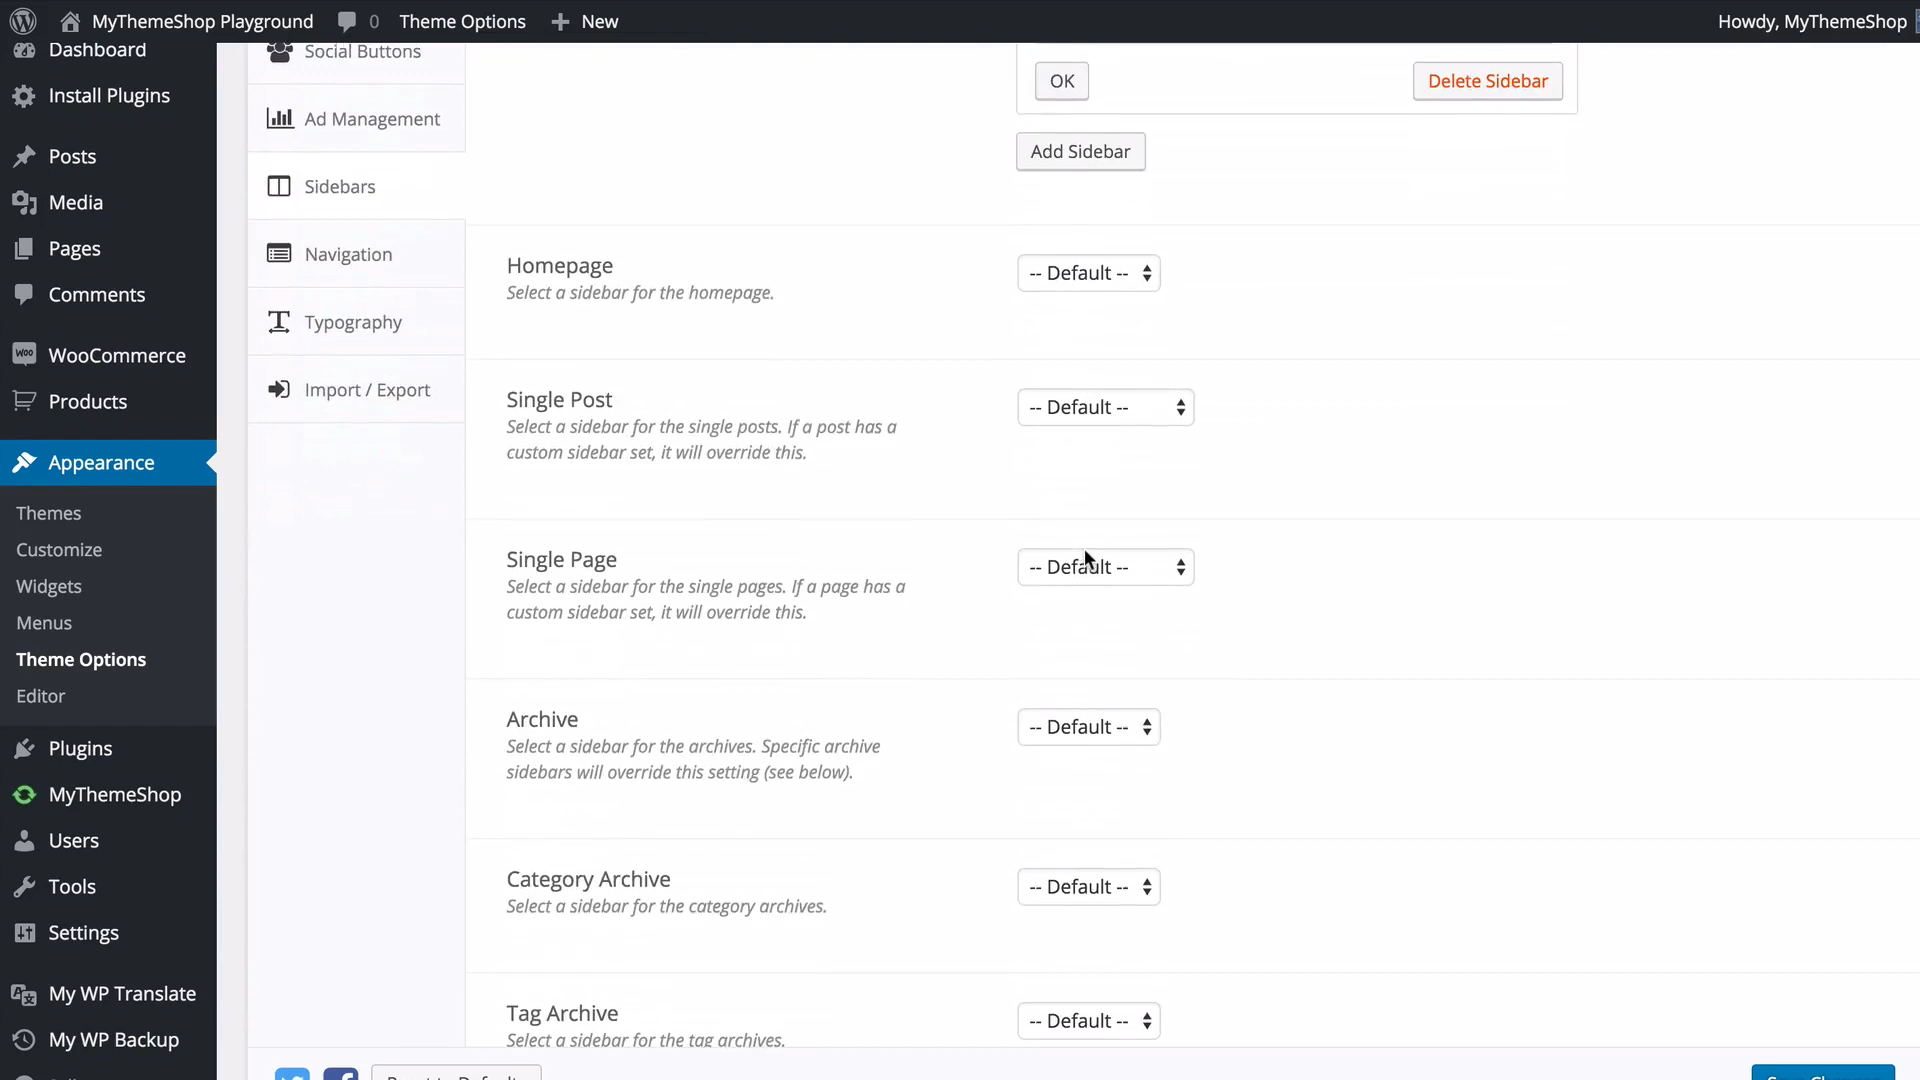 MyThemeShop Playground
0
Theme Options
New
Howdy, MyThemeShop
Dashboard
Install Plugins
Posts
Media
Pages
Comments
WOO
WooCommerce
Products
Appearance
Themes
Customize
Widgets
Menus
Theme Options
Editor
Plugins
MyThemeShop
Users
Tools
Settings
My WP Translate
My WP Backup
Social Buttons
Ad Management
Sidebars
Navigation
Typography
Import / Export
OK
Delete Sidebar
Add Sidebar
Homepage
-- Default --
Select a sidebar for the homepage.
Single Post
-- Default --
Select a sidebar for the single posts. If a post has a
custom sidebar set, it will override this.
Single Page
-- Default --
Select a sidebar for the single pages. If a page has a
custom sidebar set, it will override this.
Archive
-- Default --
Select a sidebar for the archives. Specific archive
sidebars will override this setting (see below).
Category Archive
-- Default --
Select a sidebar for the category archives.
Tag Archive
-- Default --
Select a sidebar for the tag archives.